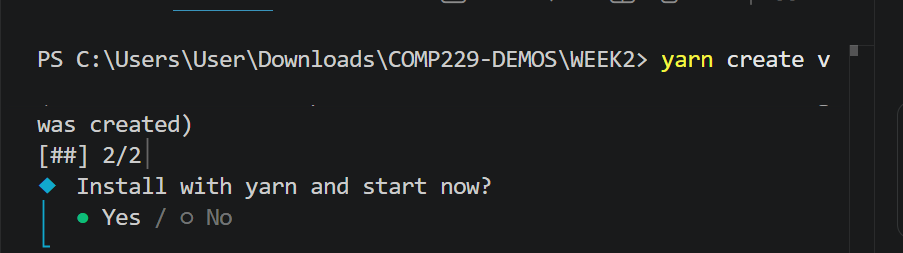 PS C:\Users\User\Downloads\COMP229-DEMOS\WEEK2> yarn create v
was created)
[##] 2/2
◆ Install with yarn and start now?
● Yes / ○ No